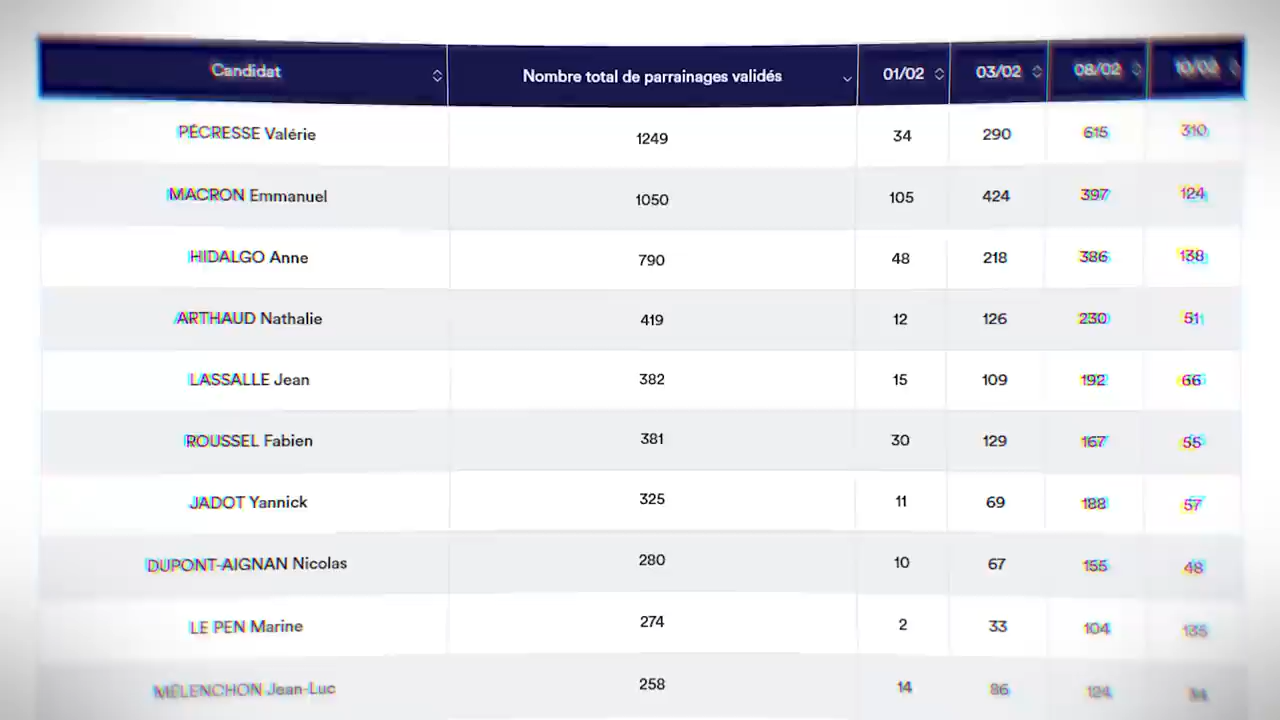 Candidat Nombre total de parrainages validés 01/02 03/02 08/02 10/02
PÉCRESSE Valérie 1249 34 290 615 310
MACRON Emmanuel 1050 105 424 397 124
HIDALGO Anne 790 48 218 386 138
ARTHAUD Nathalie 419 12 126 230 51
LASSALLE Jean 382 15 109 192 66
ROUSSEL Fabien 381 30 129 167 55
JADOT Yannick 325 11 69 188 57
DUPONT-AIGNAN Nicolas 280 10 67 155 48
LE PEN Marine 274 2 33 104 135
MÉLENCHON Jean-Luc 258 14 86 124 34